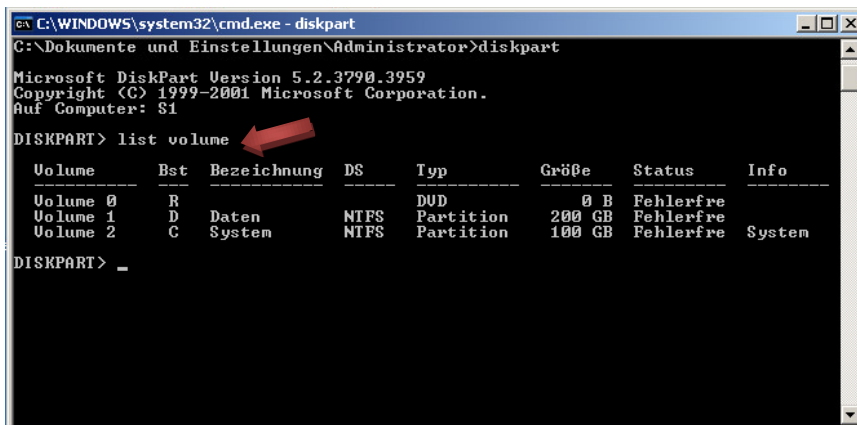 C:\WINDOWS\system32\cmd.exe - diskpart
C:\Dokumente und Einstellungen\Administrator>diskpart
Microsoft DiskPart Version 5.2.3790.3959
Copyright (C) 1999-2001 Microsoft Corporation.
Auf Computer: S1
DISKPART> list volume
Volume Bst Bezeichnung DS Typ Größe Status Info
---------- --- ----------- ----- ---------- ------- --------- --------
Volume 0 R DVD 0 B Fehlerfre
Volume 1 D Daten NTFS Partition 200 GB Fehlerfre
Volume 2 C System NTFS Partition 100 GB Fehlerfre System
DISKPART> _